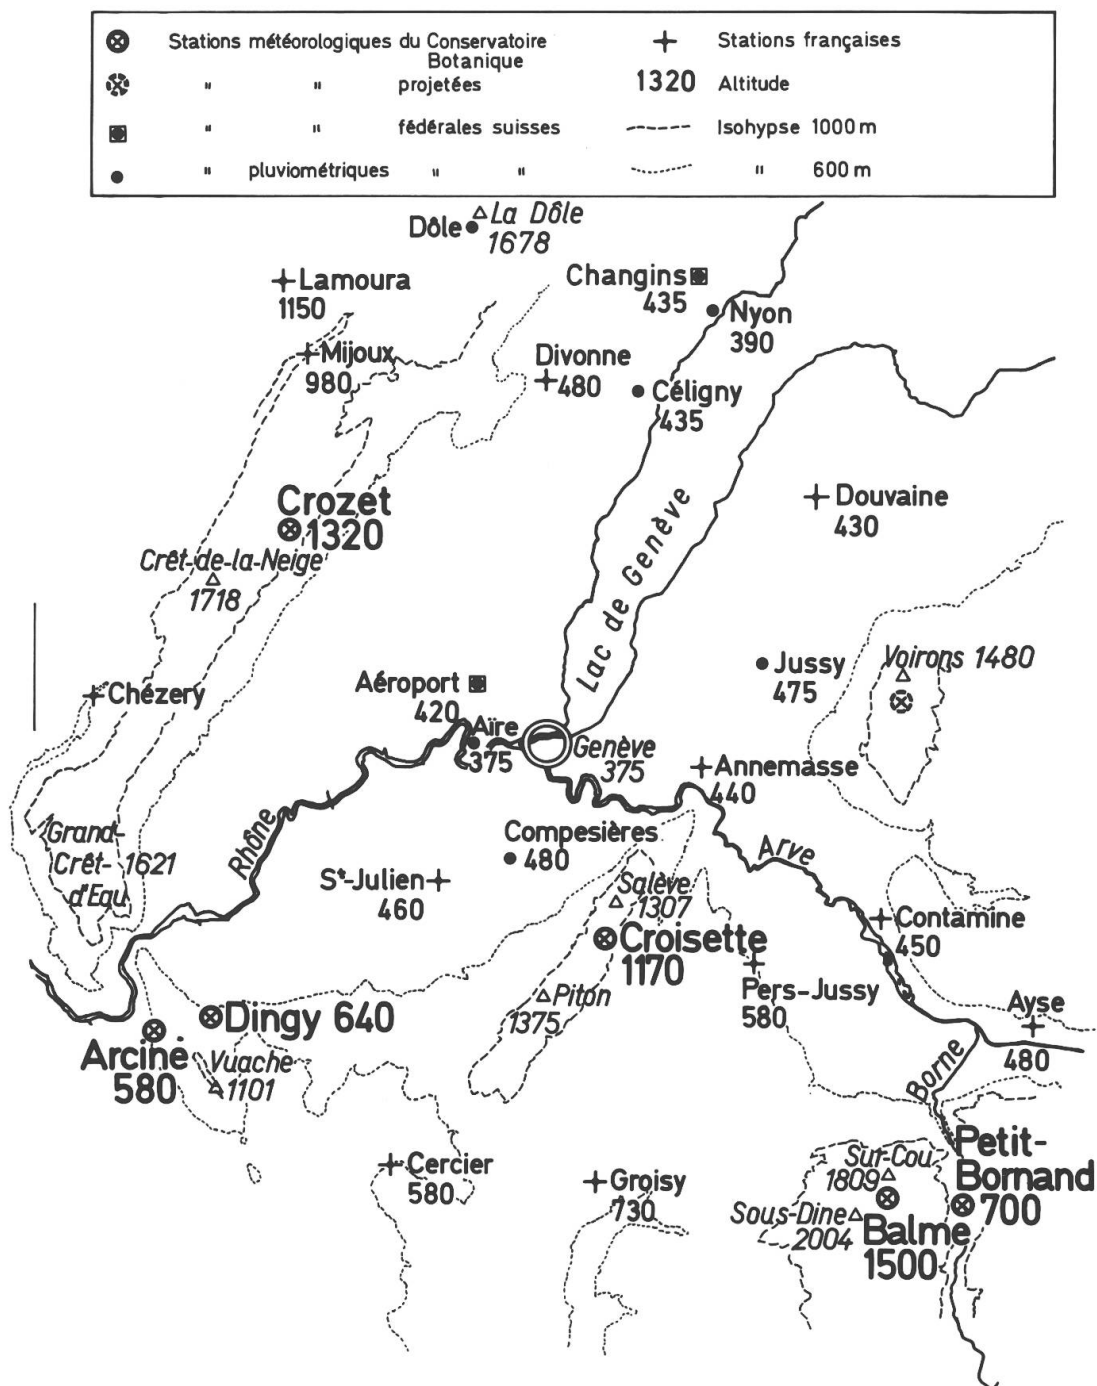 Stations météorologiques du Conservatoire Botanique
" " projetées
" " fédérales suisses
" pluviométriques " "
Stations françaises
1320 Altitude
Isohypse 1000 m
" 600 m
La Dôle
1678
Dôle
Lamoura
1150
Changins
435
Nyon
390
Mijoux
980
Divonne
480
Céligny
435
Crozet
1320
Douvaine
430
Lac de Genève
Crêt-de-la-Neige
1718
Chézery
Aéroport
420
Aïre
375
Jussy
475
Voirons 1480
Genève
375
Annemasse
440
Rhône
Grand-
Crêt- 1621
d'Eau
Compesières
480
Arve
St-Julien
460
Salève
1307
Croisette
1170
Contamine
450
Piton
1375
Pers-Jussy
580
Ayse
480
Dingy 640
Arciné
580
Vuache
1101
Borne
Cercier
580
Groisy
730
Sur-Cou
1809
Petit-
Bornand
700
Sous-Dine
2004
Balme
1500